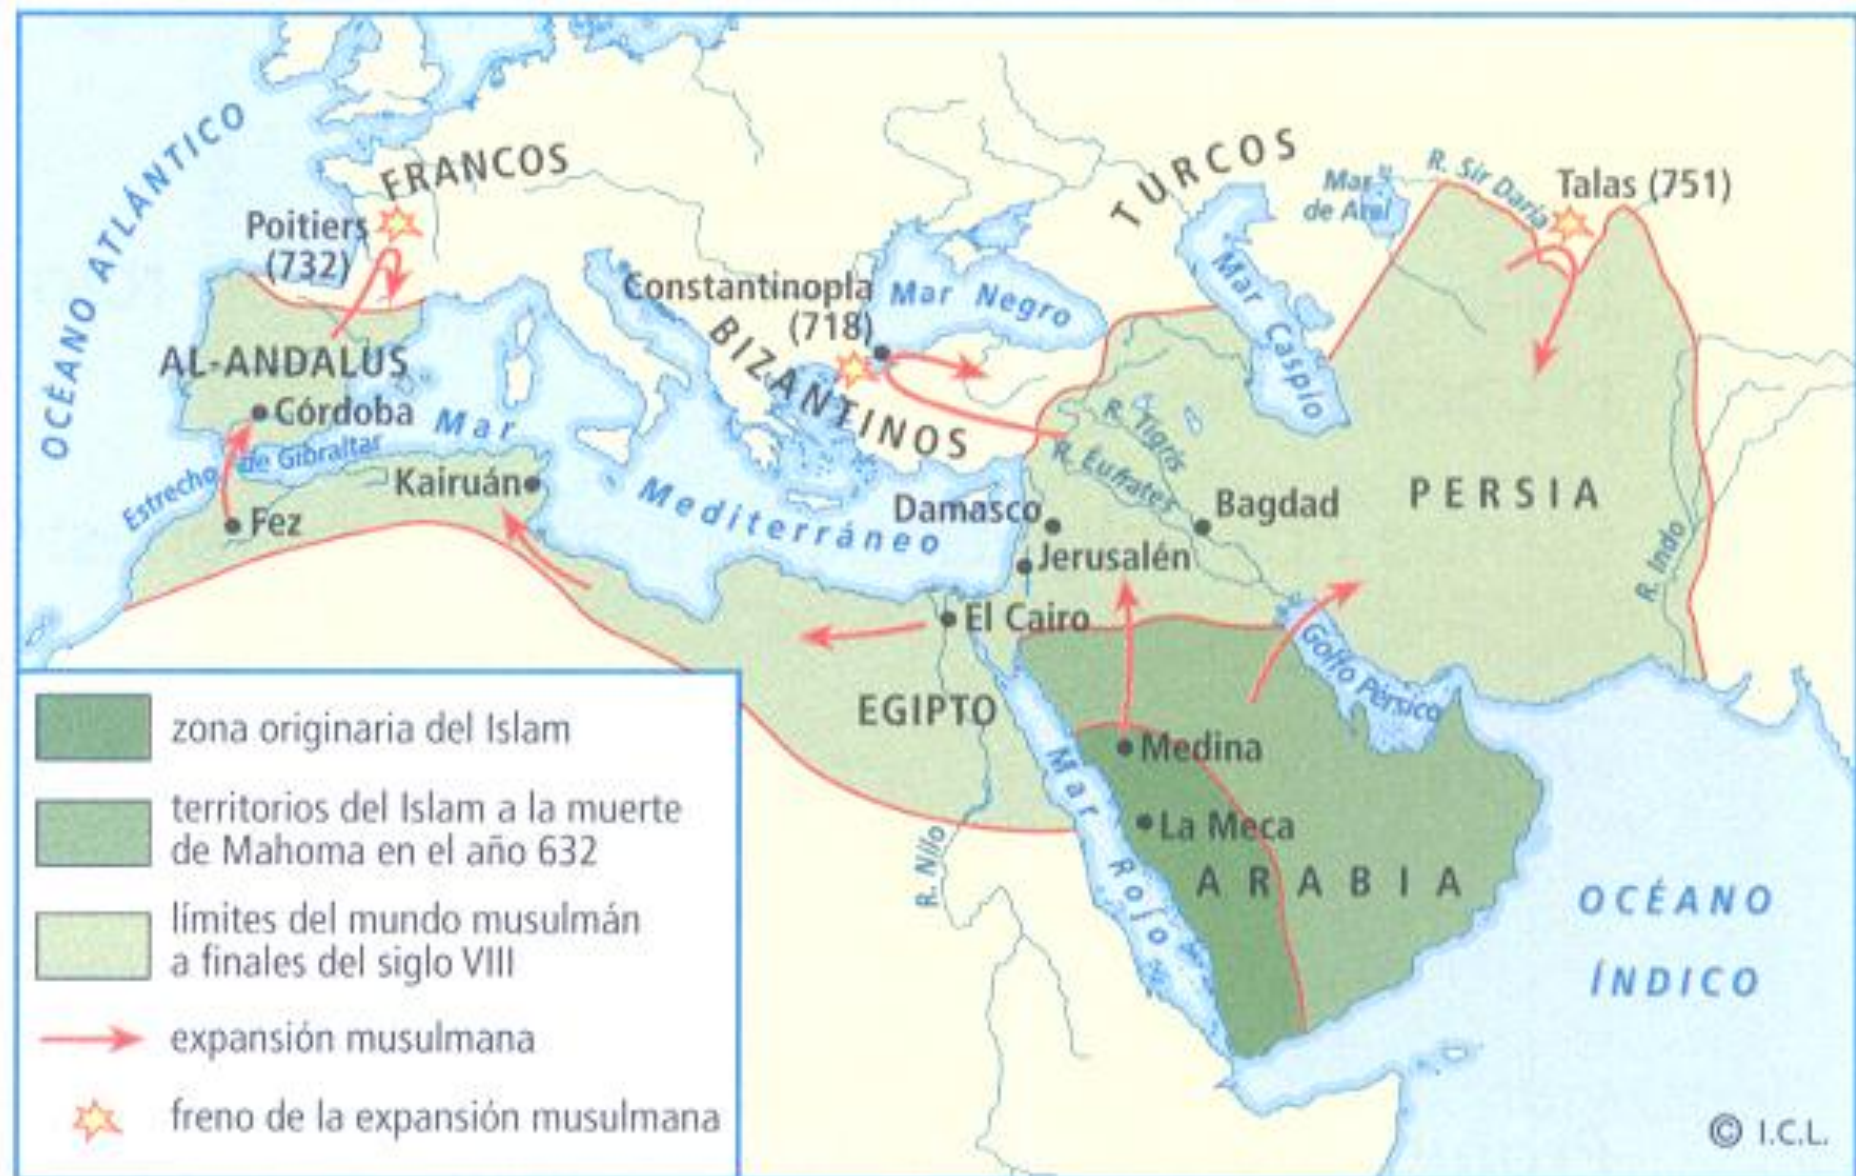 OCÉANO ATLÁNTICO
FRANCOS
Poitiers
(732)
AL-ANDALUS
Córdoba
Estrecho de Gibraltar
Fez
Kairuán
Mar Mediterráneo
Constantinopla
(718)
Mar Negro
BIZANTINOS
TURCOS
Mar Caspio
Mar
de Aral
R. Sir Daria
Talas (751)
R. Tigris
R. Eufrates
Damasco
Bagdad
PERSIA
Jerusalén
R. Indo
El Cairo
Golfo Pérsico
EGIPTO
Medina
Mar Rojo
La Meca
ARABIA
R. Nilo
OCÉANO
ÍNDICO
zona originaria del Islam
territorios del Islam a la muerte
de Mahoma en el año 632
límites del mundo musulmán
a finales del siglo VIII
expansión musulmana
freno de la expansión musulmana
© I.C.L.